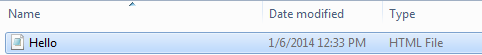 Name Date modified Type
Hello 1/6/2014 12:33 PM HTML File